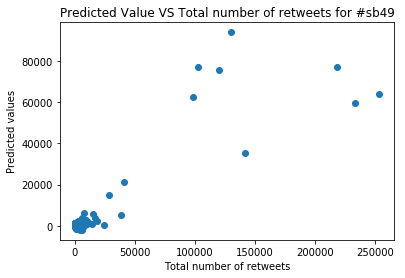 Predicted Value VS Total number of retweets for #sb49
80000
60000
40000
20000
0
Predicted values
0 50000 100000 150000 200000 250000
Total number of retweets